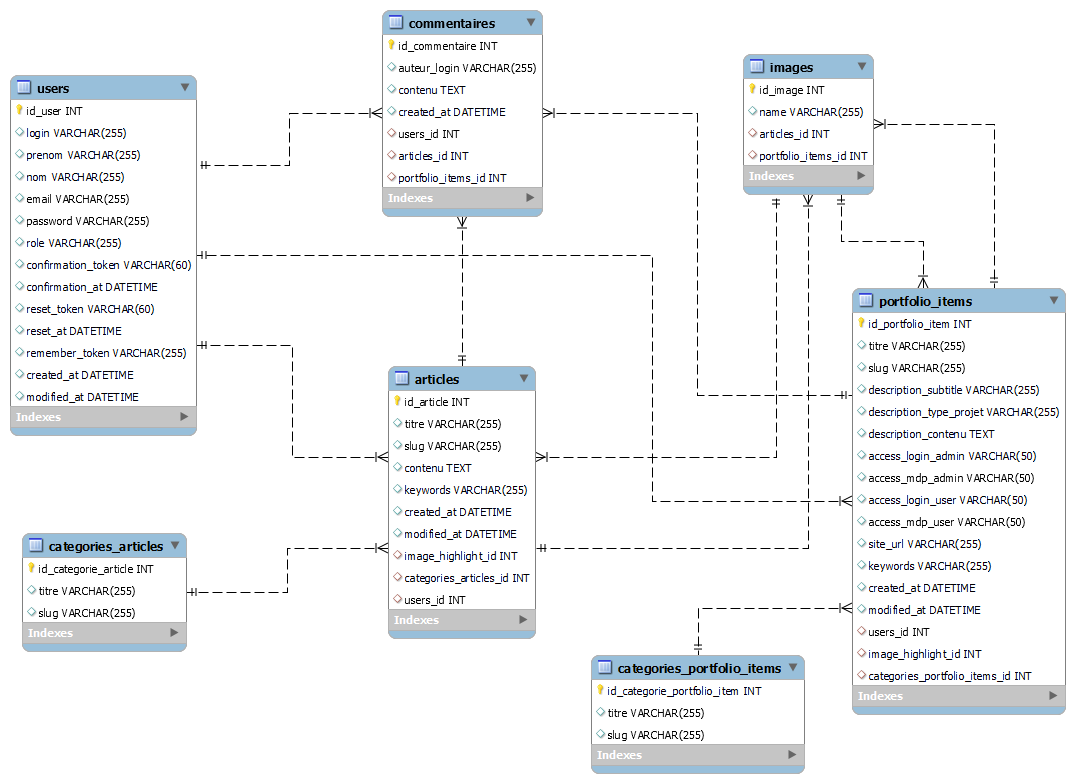 commentaires
id_commentaire INT
auteur_login VARCHAR(255)
contenu TEXT
created_at DATETIME
users_id INT
articles_id INT
portfolio_items_id INT
Indexes
images
id_image INT
name VARCHAR(255)
articles_id INT
portfolio_items_id INT
Indexes
users
id_user INT
login VARCHAR(255)
prenom VARCHAR(255)
nom VARCHAR(255)
email VARCHAR(255)
password VARCHAR(255)
role VARCHAR(255)
confirmation_token VARCHAR(60)
confirmation_at DATETIME
reset_token VARCHAR(60)
reset_at DATETIME
remember_token VARCHAR(255)
created_at DATETIME
modified_at DATETIME
Indexes
portfolio_items
id_portfolio_item INT
titre VARCHAR(255)
slug VARCHAR(255)
description_subtitle VARCHAR(255)
description_type_projet VARCHAR(255)
description_contenu TEXT
access_login_admin VARCHAR(50)
access_mdp_admin VARCHAR(50)
access_login_user VARCHAR(50)
access_mdp_user VARCHAR(50)
site_url VARCHAR(255)
keywords VARCHAR(255)
created_at DATETIME
modified_at DATETIME
users_id INT
image_highlight_id INT
categories_portfolio_items_id INT
Indexes
articles
id_article INT
titre VARCHAR(255)
slug VARCHAR(255)
contenu TEXT
keywords VARCHAR(255)
created_at DATETIME
modified_at DATETIME
image_highlight_id INT
categories_articles_id INT
users_id INT
Indexes
categories_articles
id_categorie_article INT
titre VARCHAR(255)
slug VARCHAR(255)
Indexes
categories_portfolio_items
id_categorie_portfolio_item INT
titre VARCHAR(255)
slug VARCHAR(255)
Indexes